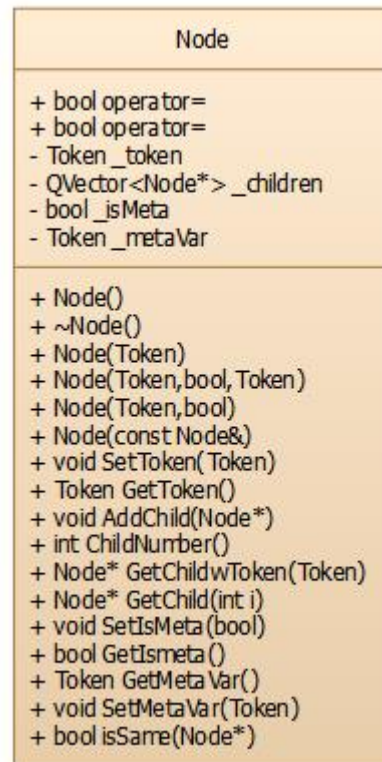 Node
+ bool operator=
+ bool operator=
- Token _token
- QVector<Node*> _children
- bool _isMeta
- Token _metaVar
+ Node()
+ ~Node()
+ Node(Token)
+ Node(Token,bool,Token)
+ Node(Token,bool)
+ Node(const Node&)
+ void SetToken(Token)
+ Token GetToken()
+ void AddChild(Node*)
+ int ChildNumber()
+ Node* GetChildwToken(Token)
+ Node* GetChild(int i)
+ void SetIsMeta(bool)
+ bool GetIsmeta()
+ Token GetMetaVar()
+ void SetMetaVar(Token)
+ bool isSame(Node*)